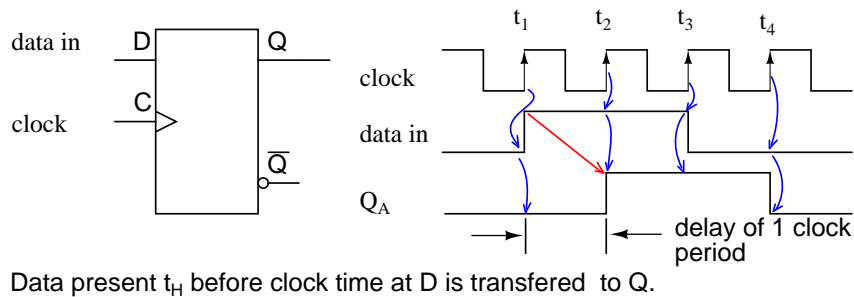 data in
D
Q
C
clock
Q
t1
t2
t3
t4
clock
data in
QA
delay of 1 clock
period
Data present tH before clock time at D is transfered to Q.